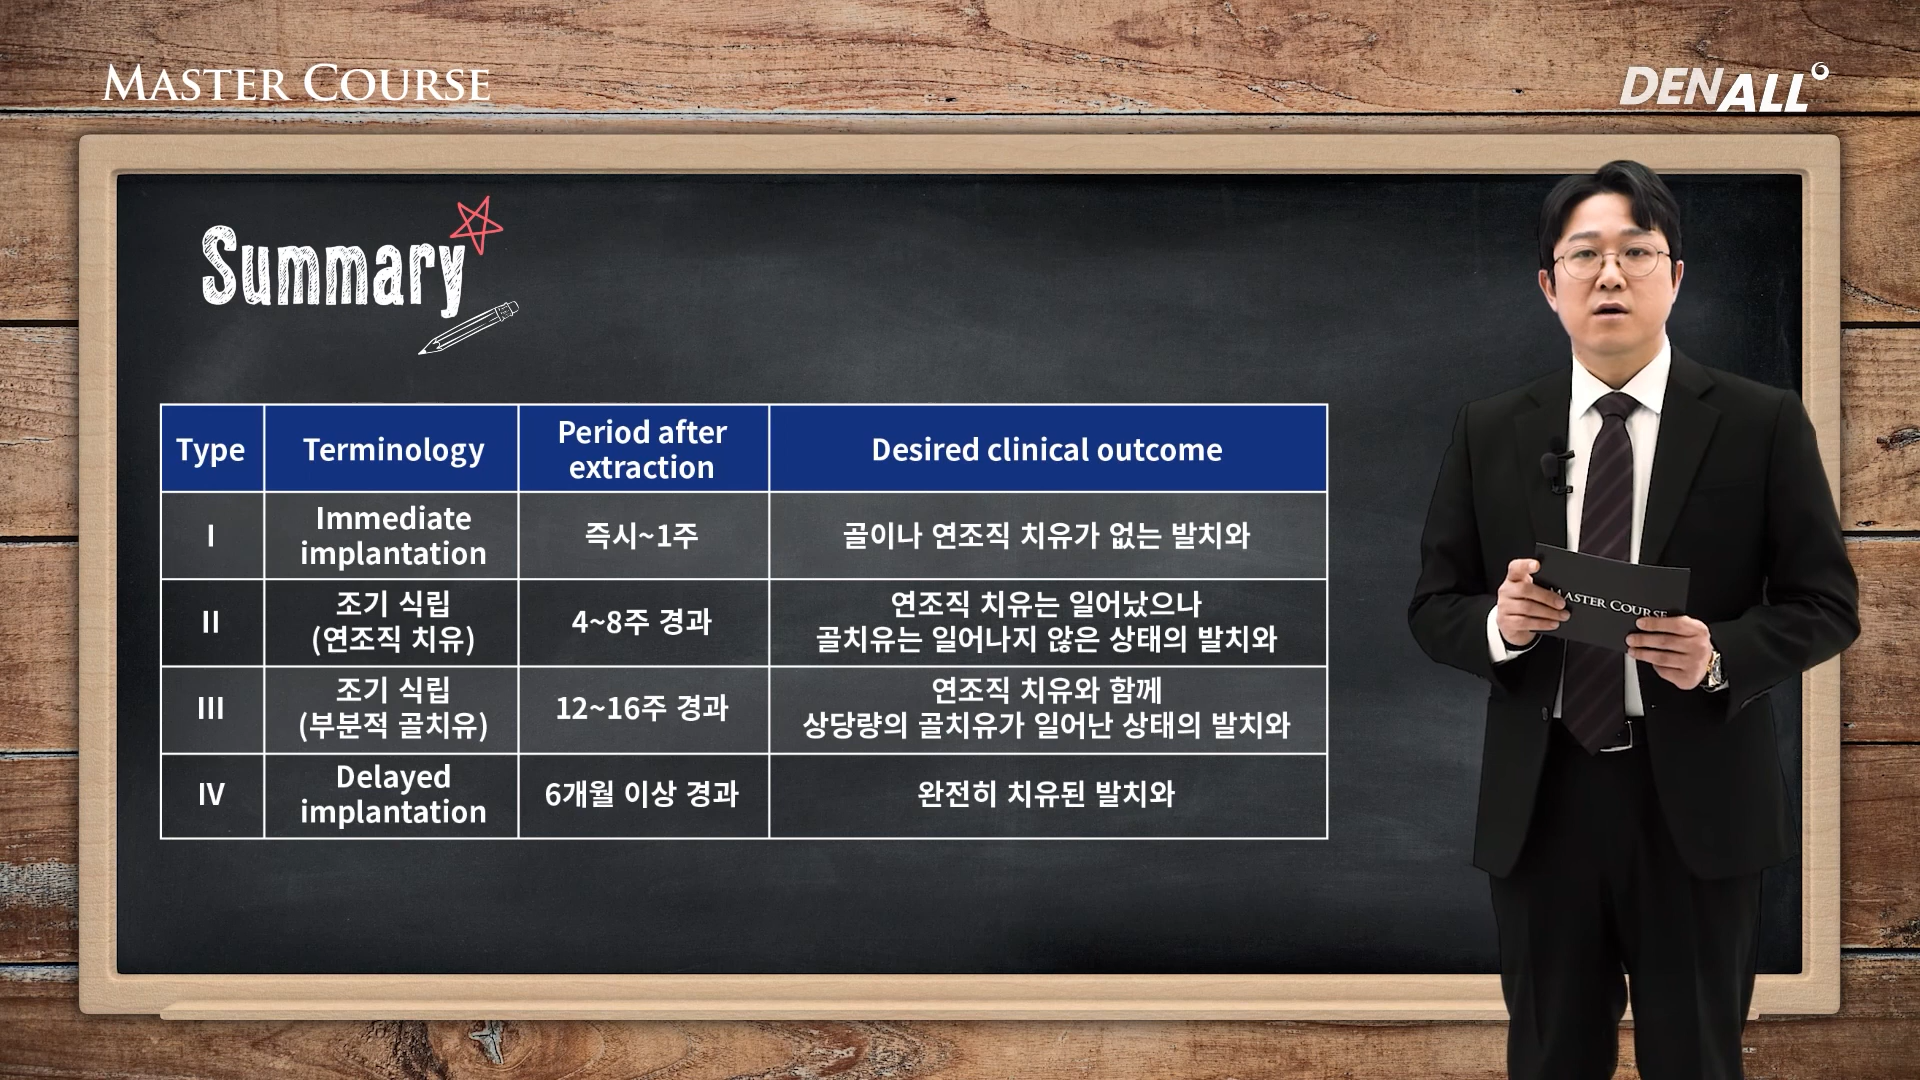 MASTER COURSE
DENALL
Summary
Type
Terminology
Period after
extraction
Desired clinical outcome
I
Immediate
implantation
즉시~1주
골이나 연조직 치유가 없는 발치와
II
조기 식립
(연조직 치유)
4~8주 경과
연조직 치유는 일어났으나
골치유는 일어나지 않은 상태의 발치와
III
조기 식립
(부분적 골치유)
12~16주 경과
연조직 치유와 함께
상당량의 골치유가 일어난 상태의 발치와
IV
Delayed
implantation
6개월 이상 경과
완전히 치유된 발치와
MASTER COURSE